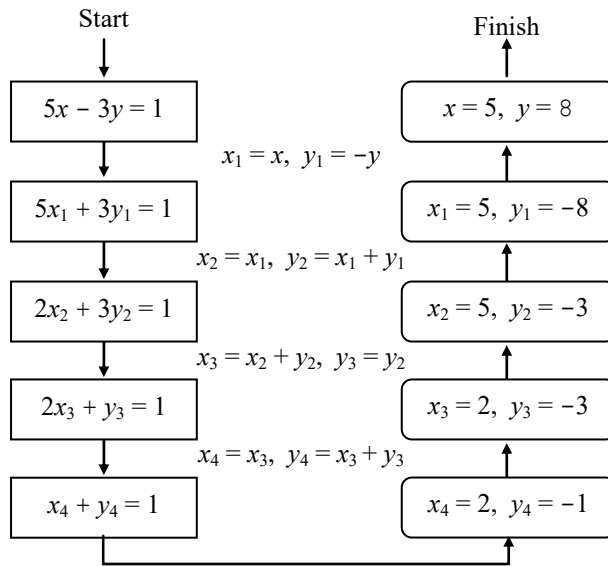 Start
5x − 3y = 1
x₁ = x, y₁ = −y
5x₁ + 3y₁ = 1
x₂ = x₁, y₂ = x₁ + y₁
2x₂ + 3y₂ = 1
x₃ = x₂ + y₂, y₃ = y₂
2x₃ + y₃ = 1
x₄ = x₃, y₄ = x₃ + y₃
x₄ + y₄ = 1
x₄ = 2, y₄ = −1
x₃ = 2, y₃ = −3
x₂ = 5, y₂ = −3
x₁ = 5, y₁ = −8
x = 5, y = 8
Finish